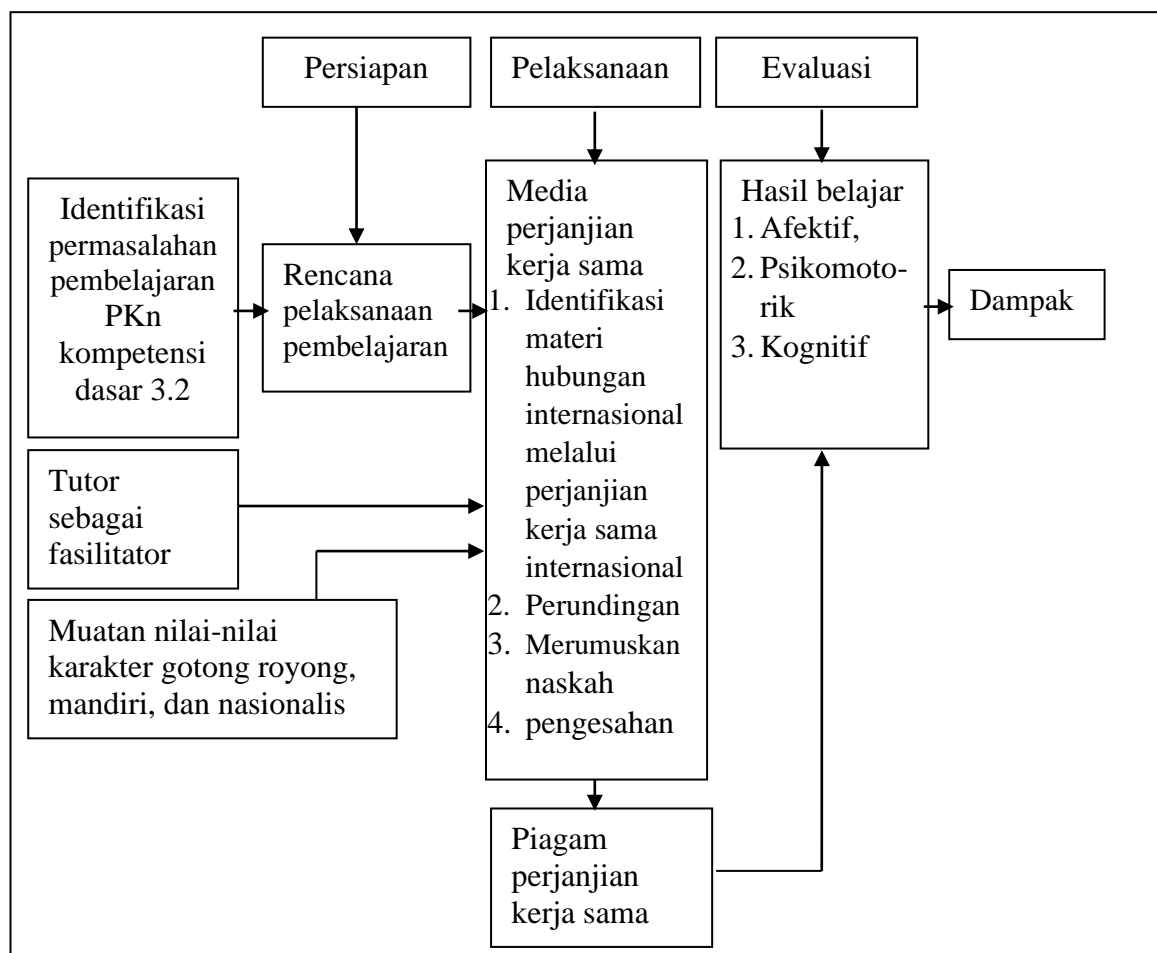 Persiapan
Pelaksanaan
Evaluasi
Identifikasi
permasalahan
pembelajaran
PKn
kompetensi
dasar 3.2
Rencana
pelaksanaan
pembelajaran
Media
perjanjian
kerja sama
1. Identifikasi
materi
hubungan
internasional
melalui
perjanjian
kerja sama
internasional
2. Perundingan
3. Merumuskan
naskah
4. pengesahan
Hasil belajar
1. Afektif,
2. Psikomoto-
rik
3. Kognitif
Dampak
Tutor
sebagai
fasilitator
Muatan nilai-nilai
karakter gotong royong,
mandiri, dan nasionalis
Piagam
perjanjian
kerja sama